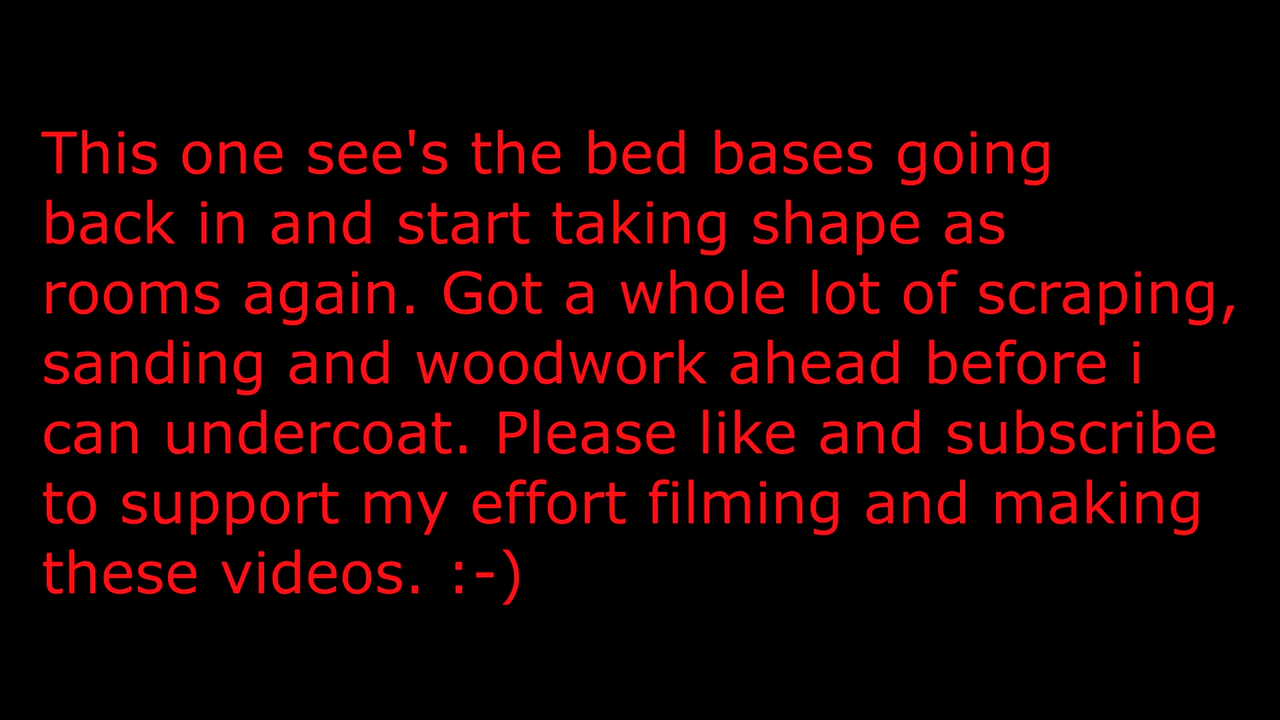 This one see's the bed bases going
back in and start taking shape as
rooms again. Got a whole lot of scraping,
sanding and woodwork ahead before i
can undercoat. Please like and subscribe
to support my effort filming and making
these videos. :-)